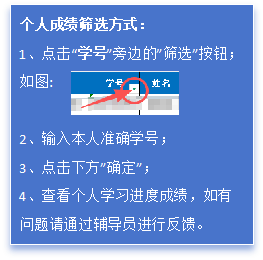 个人成绩筛选方式：
1、点击“学号”旁边的”筛选”按钮；
如图：
学号 姓名
2、输入本人准确学号；
3、点击下方”确定”；
4、查看个人学习进度成绩，如有
问题请通过辅导员进行反馈。